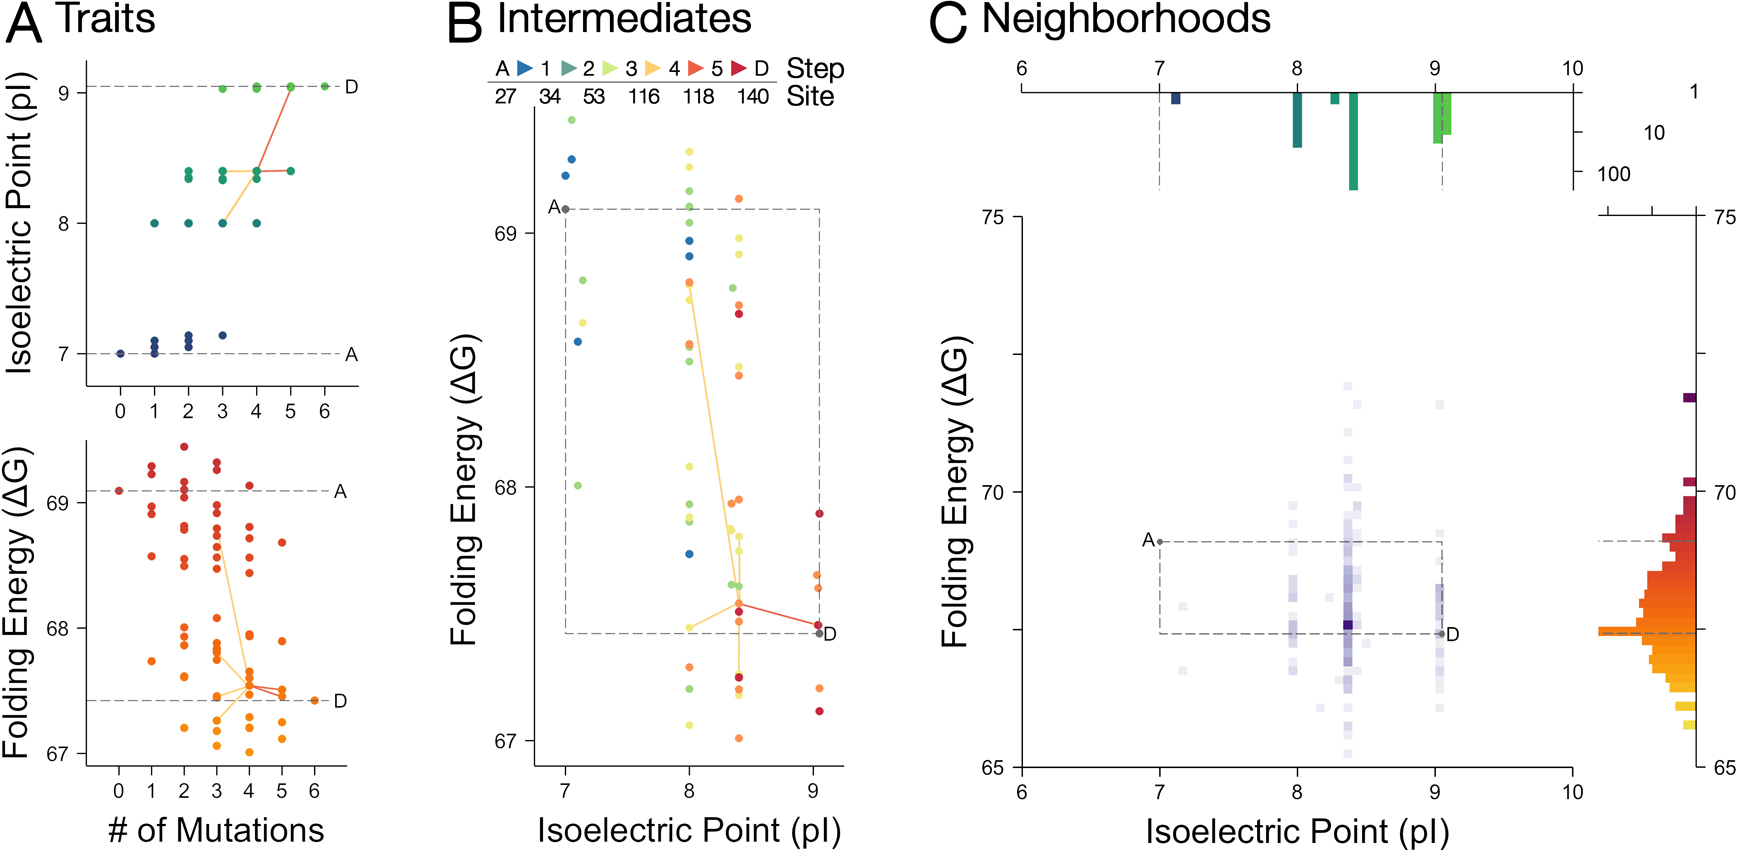 A Traits
Isoelectric Point (pI)
9
8
7
D
A
0 1 2 3 4 5 6
Folding Energy (ΔG)
69
68
67
A
D
0 1 2 3 4 5 6
# of Mutations
B Intermediates
A 1 2 3 4 5 D Step
27 34 53 116 118 140 Site
Folding Energy (ΔG)
69
68
67
A
D
7 8 9
Isoelectric Point (pI)
C Neighborhoods
6 7 8 9 10
1
10
100
75
75
Folding Energy (ΔG)
70
70
A
D
65
65
6 7 8 9 10
Isoelectric Point (pI)